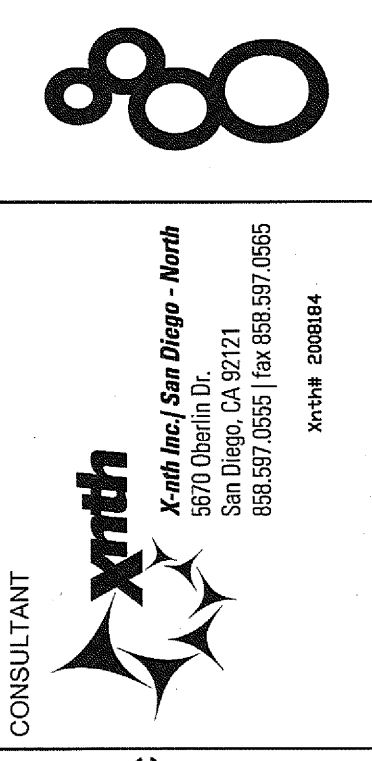 CONSULTANT
xnth
X-nth Inc./ San Diego - North
5670 Oberlin Dr.
San Diego, CA 92121
858.597.0555 | fax 858.597.0565
Xnth# 2008184